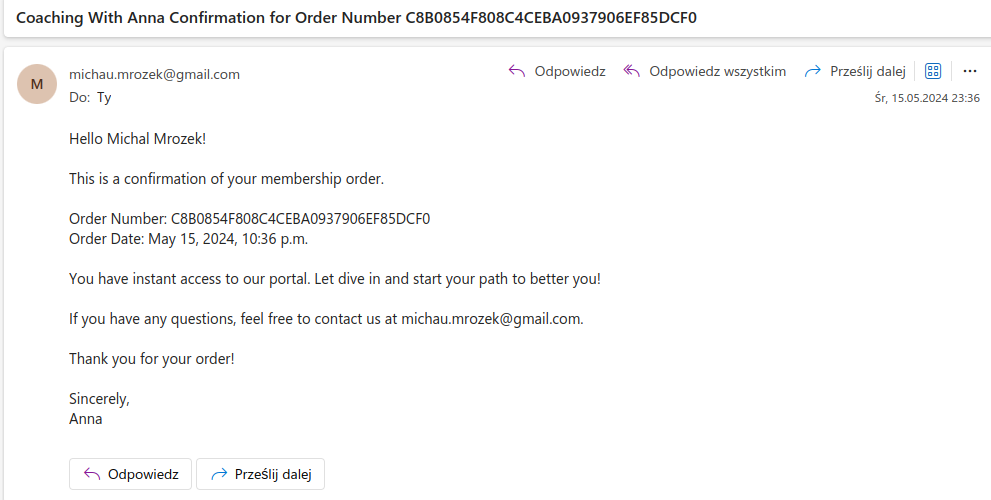 Coaching With Anna Confirmation for Order Number C8B0854F808C4CEBA0937906EF85DCF0
M
michau.mrozek@gmail.com
Odpowiedz
Odpowiedz wszystkim
Prześlij dalej
Do: Ty
Śr, 15.05.2024 23:36
Hello Michal Mrozek!
This is a confirmation of your membership order.
Order Number: C8B0854F808C4CEBA0937906EF85DCF0
Order Date: May 15, 2024, 10:36 p.m.
You have instant access to our portal. Let dive in and start your path to better you!
If you have any questions, feel free to contact us at michau.mrozek@gmail.com.
Thank you for your order!
Sincerely,
Anna
Odpowiedz
Prześlij dalej